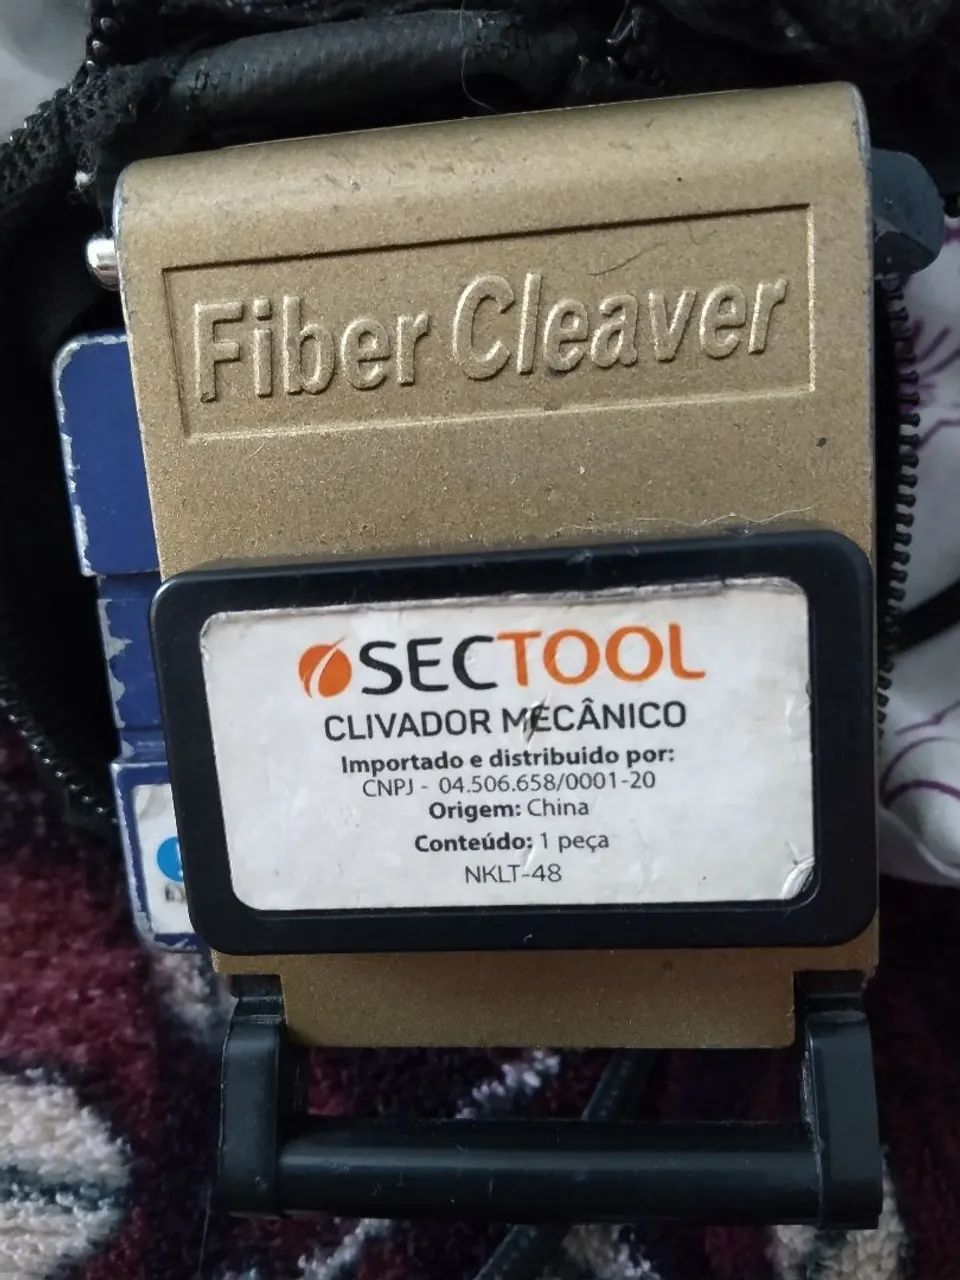 Fiber Cleaver
SECTOOL
CLIVADOR MECÂNICO
Importado e distribuido por:
CNPJ - 04.506.658/0001-20
Origem: China
Conteúdo: 1 peça
NKLT-48